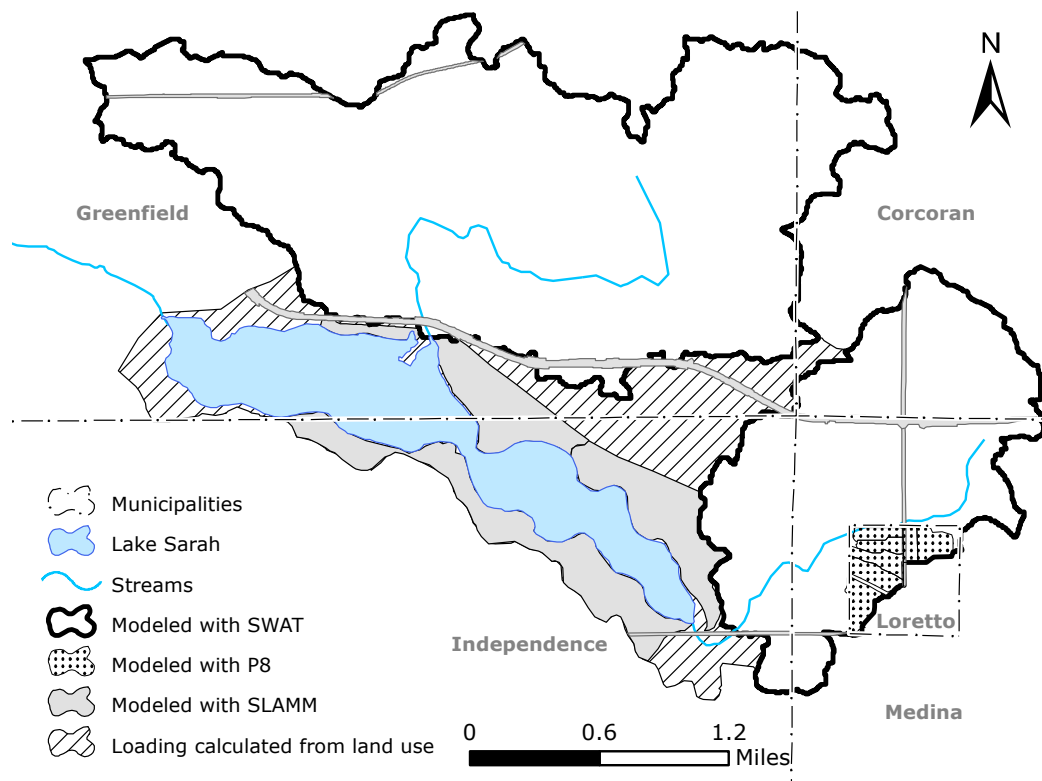 N
Greenfield
Corcoran
Municipalities
Lake Sarah
Streams
Modeled with SWAT
Loretto
Independence
Modeled with P8
Modeled with SLAMM
Medina
Loading calculated from land use
0 0.6 1.2
Miles